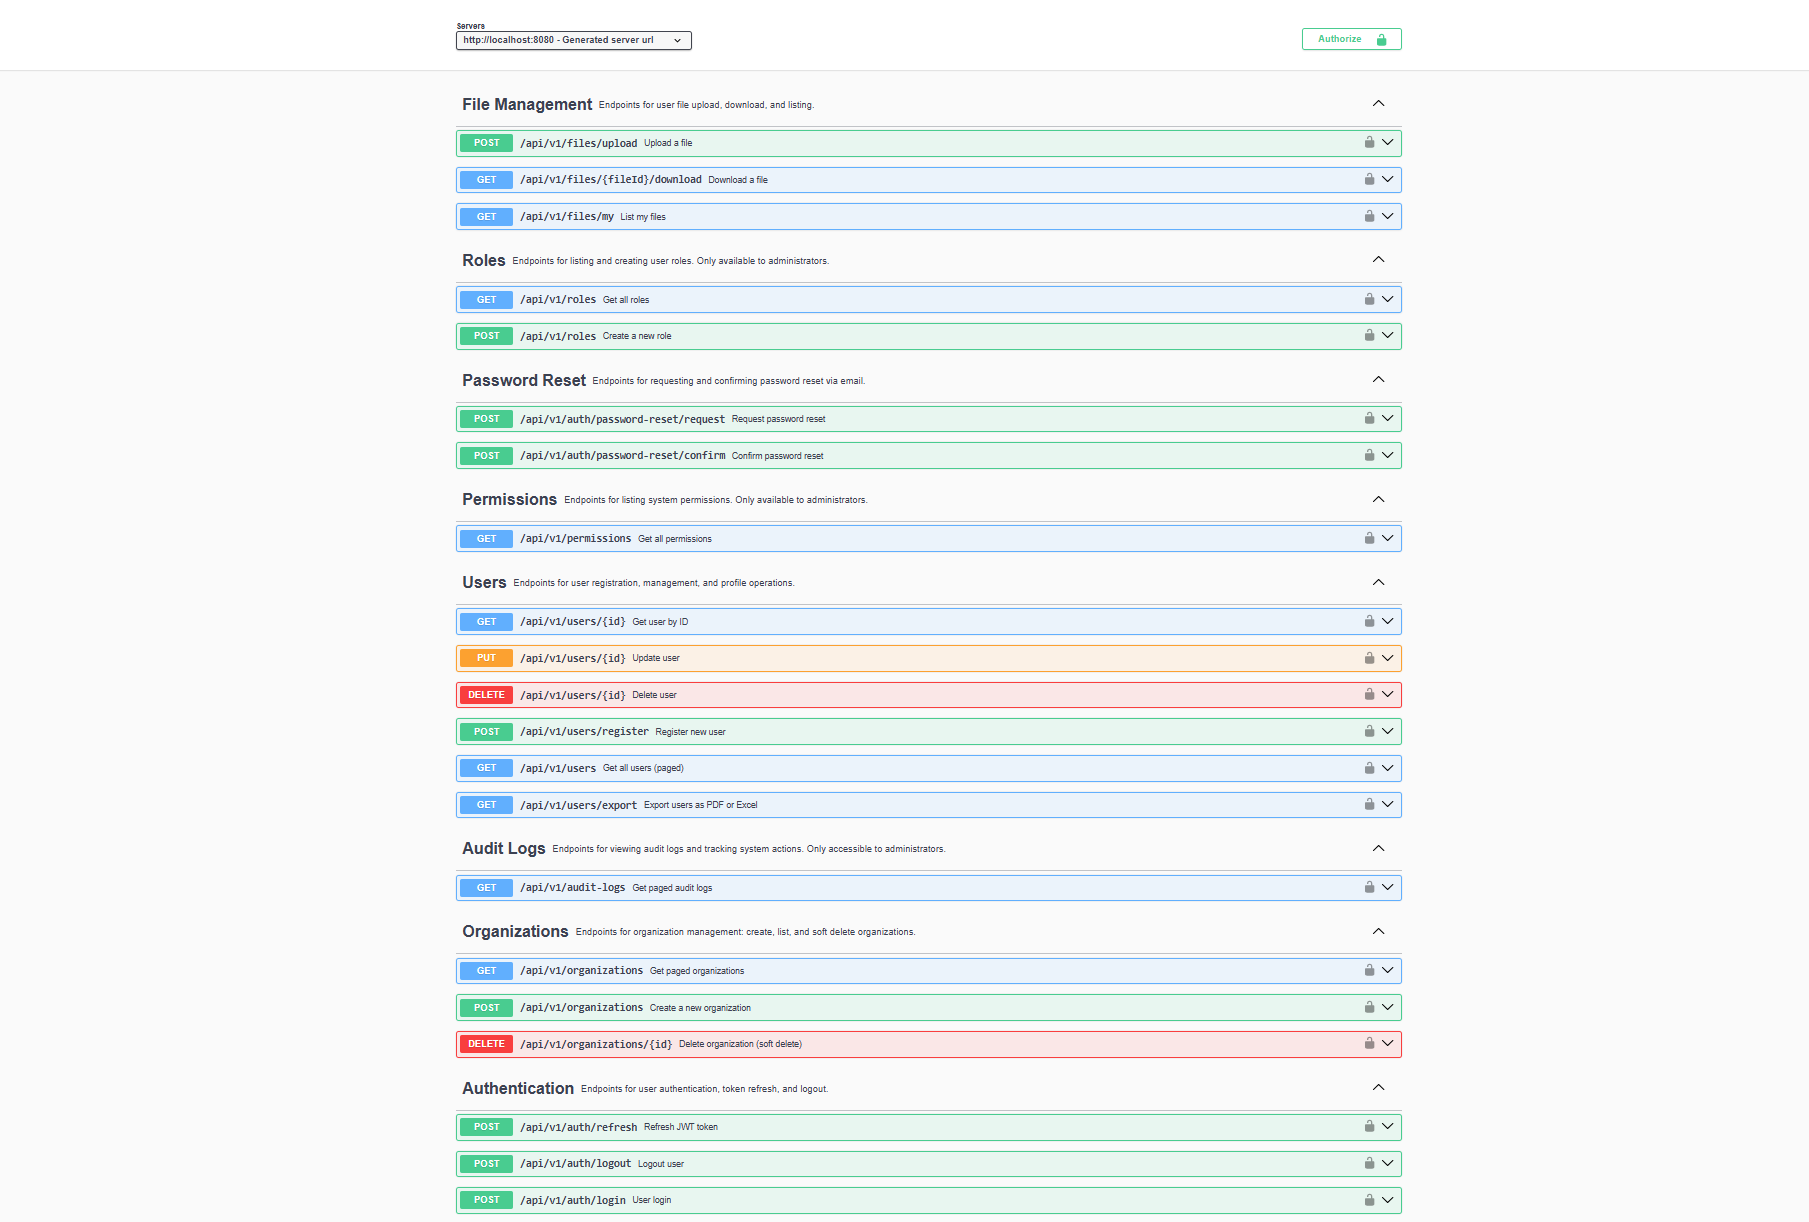 Servers
http://localhost:8080 - Generated server url
Authorize
File Management Endpoints for user file upload, download, and listing.
POST /api/v1/files/upload Upload a file
GET /api/v1/files/{fileId}/download Download a file
GET /api/v1/files/my List my files
Roles Endpoints for listing and creating user roles. Only available to administrators.
GET /api/v1/roles Get all roles
POST /api/v1/roles Create a new role
Password Reset Endpoints for requesting and confirming password reset via email.
POST /api/v1/auth/password-reset/request Request password reset
POST /api/v1/auth/password-reset/confirm Confirm password reset
Permissions Endpoints for listing system permissions. Only available to administrators.
GET /api/v1/permissions Get all permissions
Users Endpoints for user registration, management, and profile operations.
GET /api/v1/users/{id} Get user by ID
PUT /api/v1/users/{id} Update user
DELETE /api/v1/users/{id} Delete user
POST /api/v1/users/register Register new user
GET /api/v1/users Get all users (paged)
GET /api/v1/users/export Export users as PDF or Excel
Audit Logs Endpoints for viewing audit logs and tracking system actions. Only accessible to administrators.
GET /api/v1/audit-logs Get paged audit logs
Organizations Endpoints for organization management: create, list, and soft delete organizations.
GET /api/v1/organizations Get paged organizations
POST /api/v1/organizations Create a new organization
DELETE /api/v1/organizations/{id} Delete organization (soft delete)
Authentication Endpoints for user authentication, token refresh, and logout.
POST /api/v1/auth/refresh Refresh JWT token
POST /api/v1/auth/logout Logout user
POST /api/v1/auth/login User login